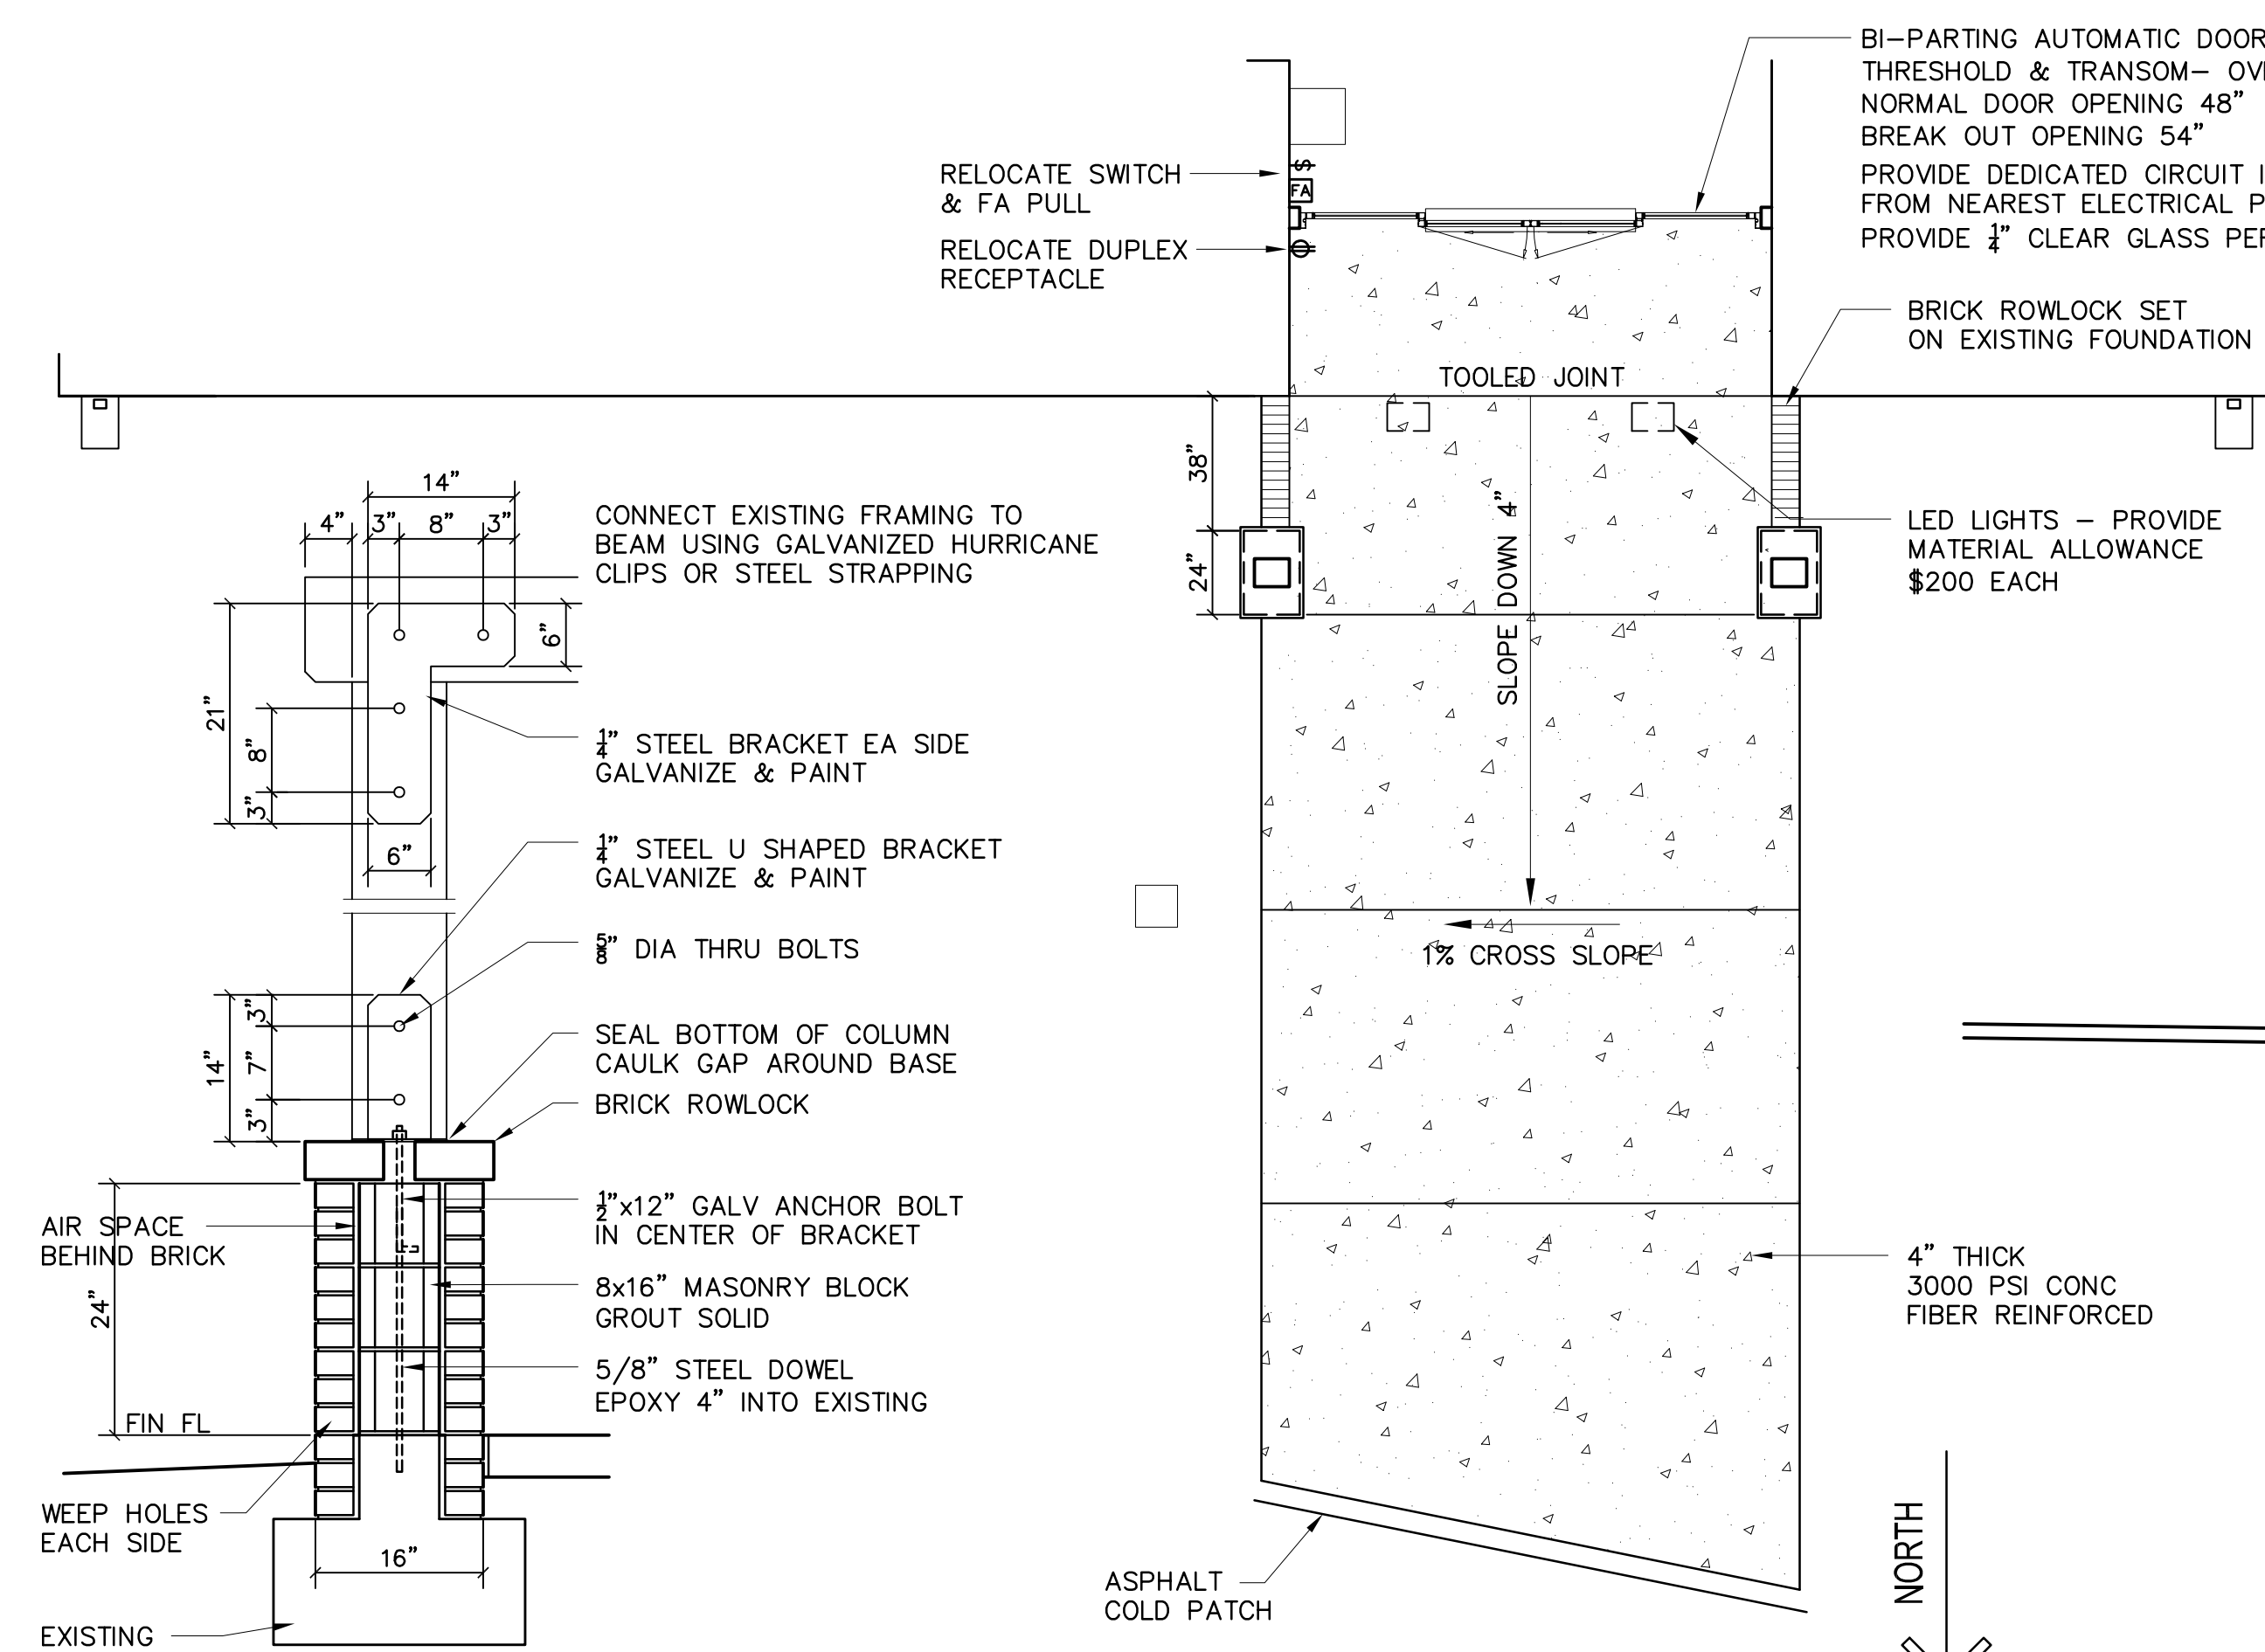 BI-PARTING AUTOMATIC DOOR
THRESHOLD & TRANSOM-
NORMAL DOOR OPENING 48"
BREAK OUT OPENING 54"
PROVIDE DEDICATED CIRCUIT
FROM NEAREST ELECTRICAL
PROVIDE 1/4" CLEAR GLASS
RELOCATE SWITCH
& FA PULL
S
FA
RELOCATE DUPLEX
RECEPTACLE
BRICK ROWLOCK SET
ON EXISTING FOUNDATION
TOOLED JOINT
38"
24"
SLOPE DOWN 4"
LED LIGHTS – PROVIDE
MATERIAL ALLOWANCE
$200 EACH
1% CROSS SLOPE
4" THICK
3000 PSI CONC
FIBER REINFORCED
ASPHALT
COLD PATCH
NORTH
14"
4" 3" 8" 3"
CONNECT EXISTING FRAMING TO
BEAM USING GALVANIZED HURRICANE
CLIPS OR STEEL STRAPPING
6"
21"
8"
3"
6"
1/4" STEEL BRACKET EA SIDE
GALVANIZE & PAINT
1/4" STEEL U SHAPED BRACKET
GALVANIZE & PAINT
5/8" DIA THRU BOLTS
14"
3"
7"
3"
SEAL BOTTOM OF COLUMN
CAULK GAP AROUND BASE
BRICK ROWLOCK
1/2"x12" GALV ANCHOR BOLT
IN CENTER OF BRACKET
AIR SPACE
BEHIND BRICK
24"
8x16" MASONRY BLOCK
GROUT SOLID
5/8" STEEL DOWEL
EPOXY 4" INTO EXISTING
FIN FL
WEEP HOLES
EACH SIDE
16"
EXISTING